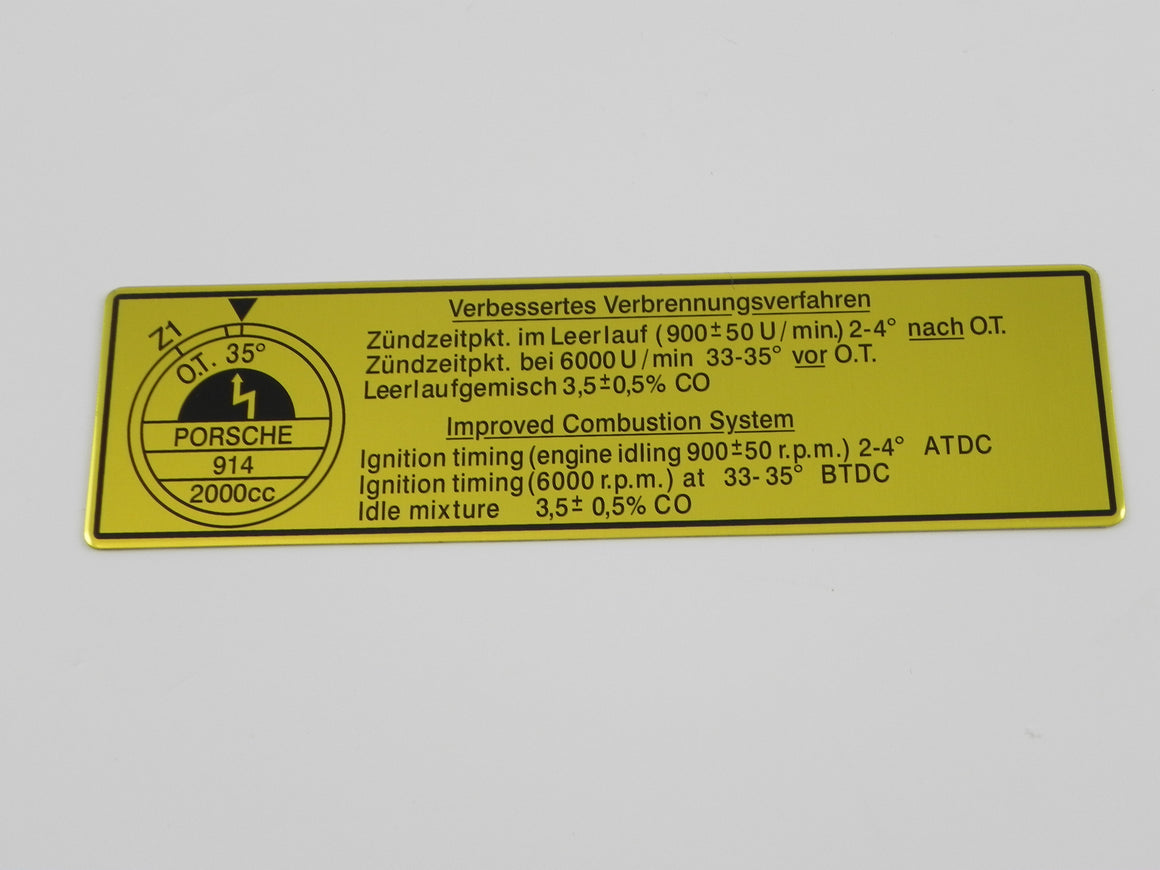 Z1
O.T. 35°
PORSCHE
914
2000cc
Verbessertes Verbrennungsverfahren
Zündzeitpkt. im Leerlauf (900±50 U/min.) 2-4° nach O.T.
Zündzeitpkt. bei 6000 U/min 33-35° vor O.T.
Leerlaufgemisch 3,5±0,5% CO
Improved Combustion System
Ignition timing (engine idling 900±50 r.p.m.) 2-4° ATDC
Ignition timing (6000 r.p.m.) at 33-35° BTDC
Idle mixture 3,5± 0,5% CO